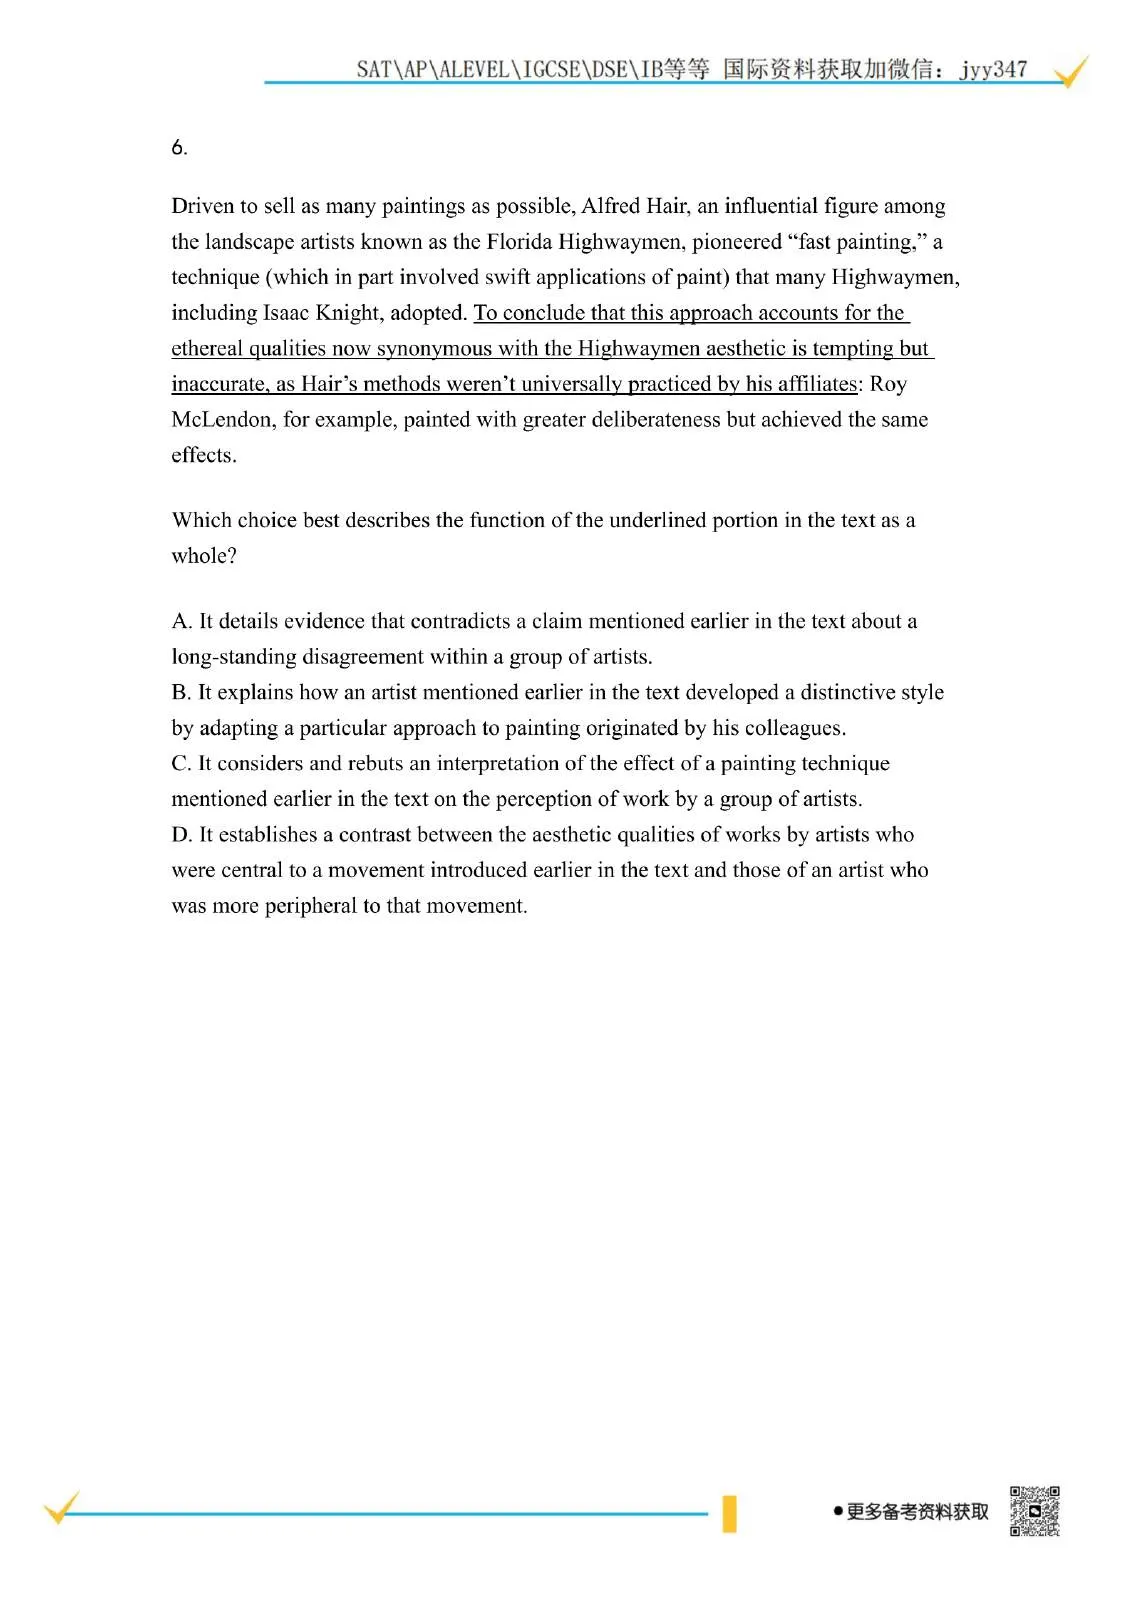 SAT\AP\ALEVEL\IGCSE\DSE\IB等等 国际资料获取加微信：jyy347
6.
Driven to sell as many paintings as possible, Alfred Hair, an influential figure among
the landscape artists known as the Florida Highwaymen, pioneered “fast painting,” a
technique (which in part involved swift applications of paint) that many Highwaymen,
including Isaac Knight, adopted. To conclude that this approach accounts for the
ethereal qualities now synonymous with the Highwaymen aesthetic is tempting but
inaccurate, as Hair’s methods weren’t universally practiced by his affiliates: Roy
McLendon, for example, painted with greater deliberateness but achieved the same
effects.
Which choice best describes the function of the underlined portion in the text as a
whole?
A. It details evidence that contradicts a claim mentioned earlier in the text about a
long-standing disagreement within a group of artists.
B. It explains how an artist mentioned earlier in the text developed a distinctive style
by adapting a particular approach to painting originated by his colleagues.
C. It considers and rebuts an interpretation of the effect of a painting technique
mentioned earlier in the text on the perception of work by a group of artists.
D. It establishes a contrast between the aesthetic qualities of works by artists who
were central to a movement introduced earlier in the text and those of an artist who
was more peripheral to that movement.
●更多备考资料获取